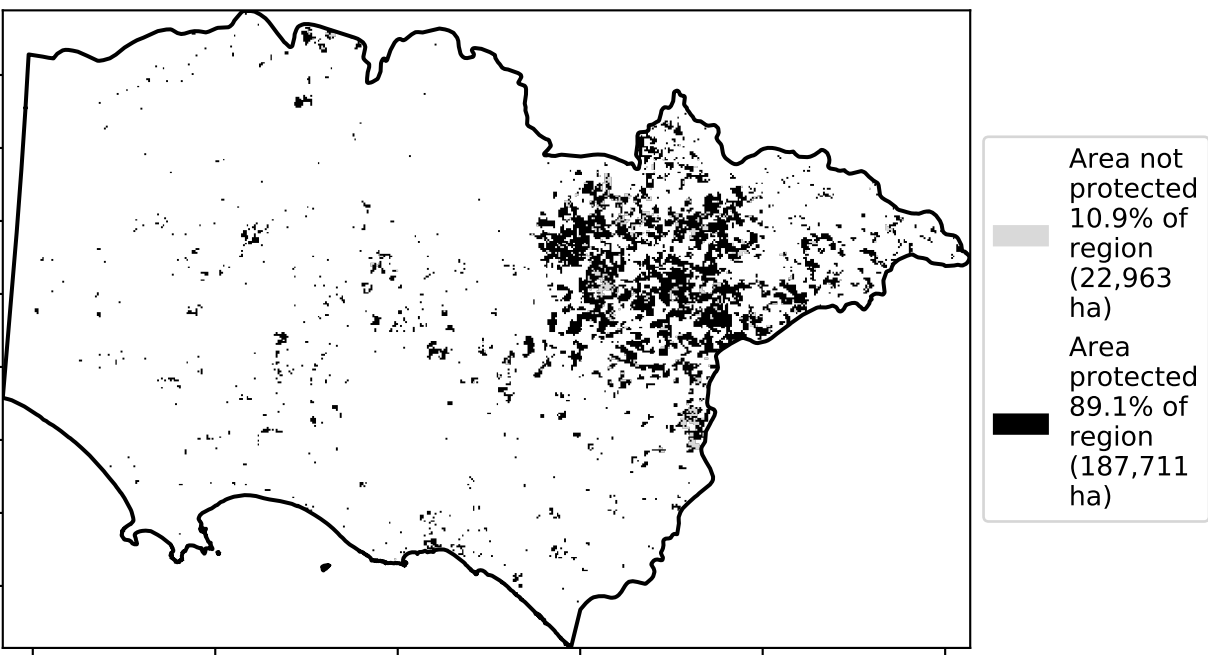 Area not
protected
10.9% of
region
(22,963
ha)
Area
protected
89.1% of
region
(187,711
ha)